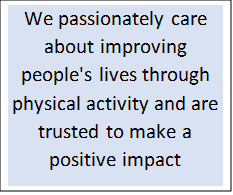 We passionately care
about improving
people's lives through
physical activity and are
trusted to make a
positive impact